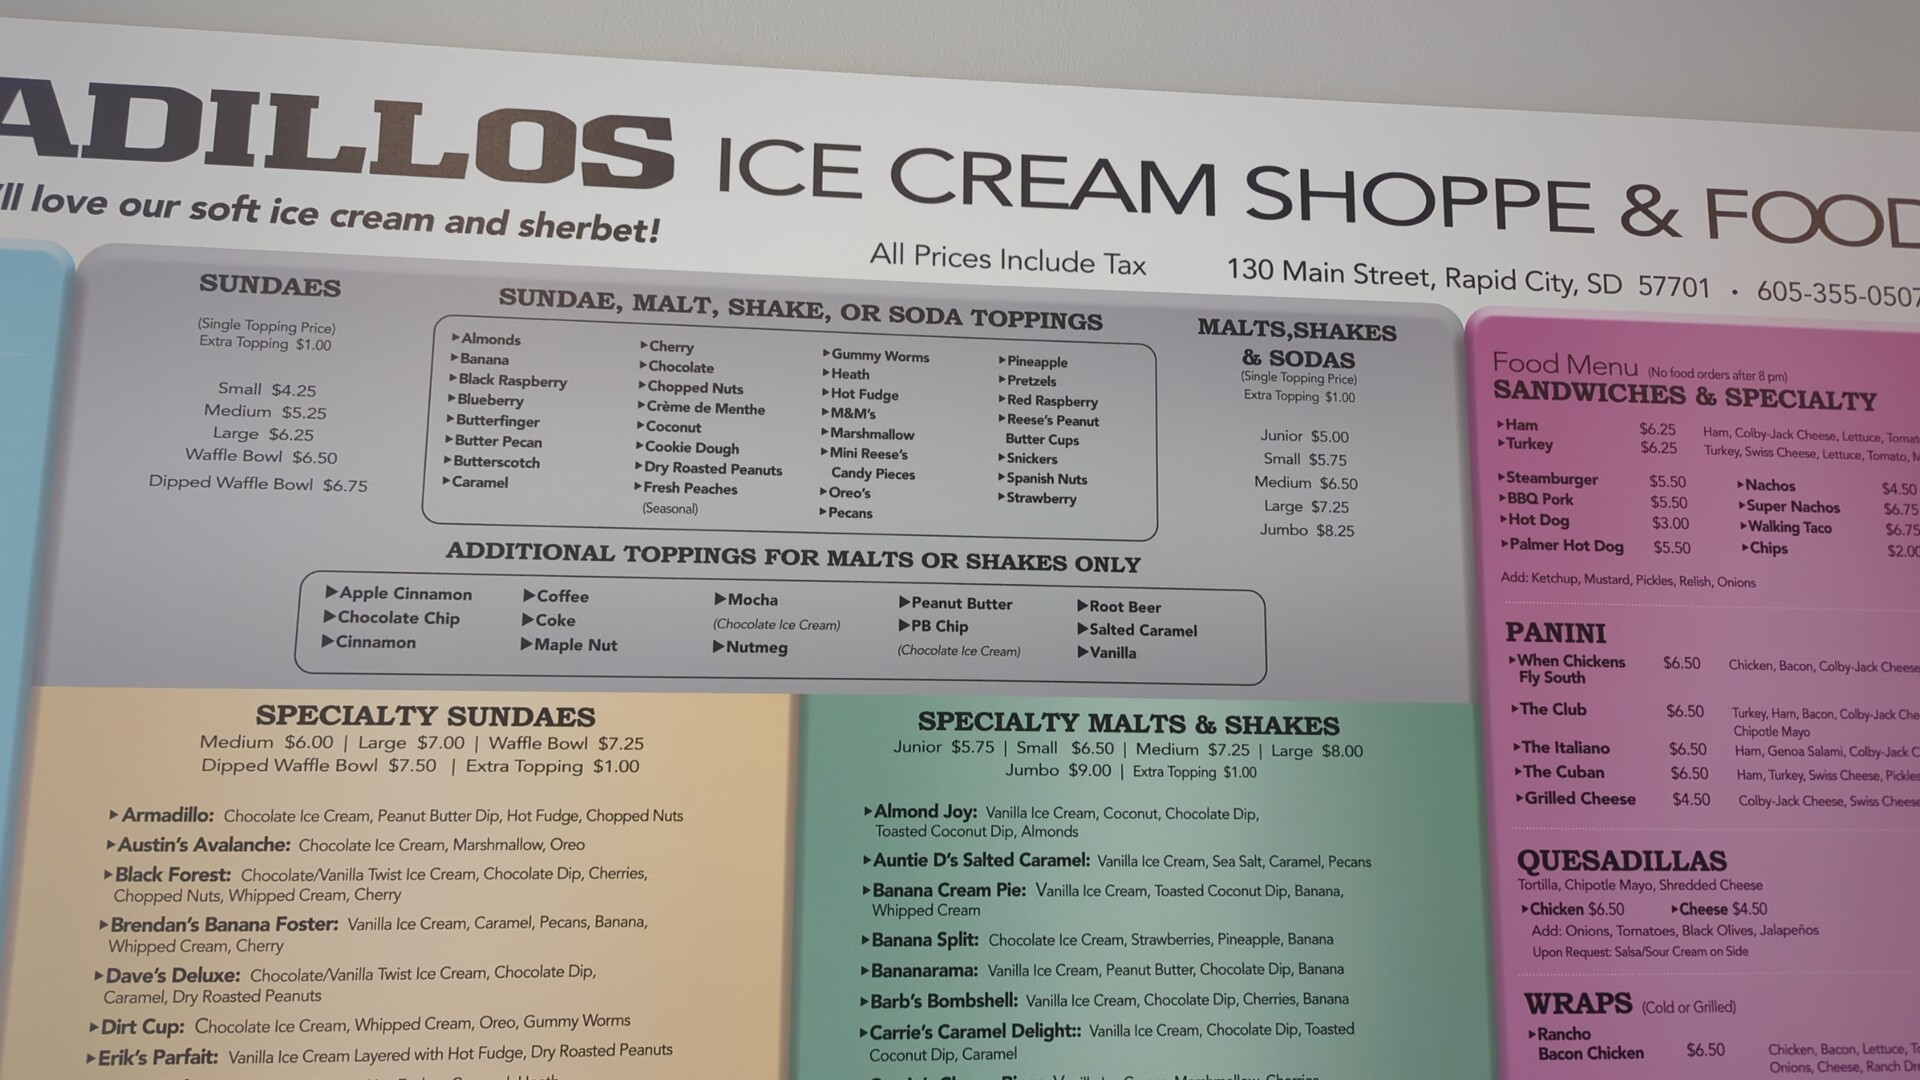 ADILLOS ICE CREAM SHOPPE & FOOD
'll love our soft ice cream and sherbet!
All Prices Include Tax
130 Main Street, Rapid City, SD 57701 • 605-355-0507
SUNDAES
(Single Topping Price)
Extra Topping $1.00
Small $4.25
Medium $5.25
Large $6.25
Waffle Bowl $6.50
Dipped Waffle Bowl $6.75
SUNDAE, MALT, SHAKE, OR SODA TOPPINGS
Almonds
Banana
Black Raspberry
Blueberry
Butterfinger
Butter Pecan
Butterscotch
Caramel
Cherry
Chocolate
Chopped Nuts
Crème de Menthe
Coconut
Cookie Dough
Dry Roasted Peanuts
Fresh Peaches
(Seasonal)
Gummy Worms
Heath
Hot Fudge
M&M's
Marshmallow
Mini Reese's
Candy Pieces
Oreo's
Pecans
Pineapple
Pretzels
Red Raspberry
Reese's Peanut
Butter Cups
Snickers
Spanish Nuts
Strawberry
MALTS,SHAKES
& SODAS
(Single Topping Price)
Extra Topping $1.00
Junior $5.00
Small $5.75
Medium $6.50
Large $7.25
Jumbo $8.25
ADDITIONAL TOPPINGS FOR MALTS OR SHAKES ONLY
Apple Cinnamon
Chocolate Chip
Cinnamon
Coffee
Coke
Maple Nut
Mocha
(Chocolate Ice Cream)
Nutmeg
Peanut Butter
PB Chip
(Chocolate Ice Cream)
Root Beer
Salted Caramel
Vanilla
SPECIALTY SUNDAES
Medium $6.00 | Large $7.00 | Waffle Bowl $7.25
Dipped Waffle Bowl $7.50 | Extra Topping $1.00
Armadillo: Chocolate Ice Cream, Peanut Butter Dip, Hot Fudge, Chopped Nuts
Austin's Avalanche: Chocolate Ice Cream, Marshmallow, Oreo
Black Forest: Chocolate/Vanilla Twist Ice Cream, Chocolate Dip, Cherries,
Chopped Nuts, Whipped Cream, Cherry
Brendan's Banana Foster: Vanilla Ice Cream, Caramel, Pecans, Banana,
Whipped Cream, Cherry
Dave's Deluxe: Chocolate/Vanilla Twist Ice Cream, Chocolate Dip,
Caramel, Dry Roasted Peanuts
Dirt Cup: Chocolate Ice Cream, Whipped Cream, Oreo, Gummy Worms
Erik's Parfait: Vanilla Ice Cream Layered with Hot Fudge, Dry Roasted Peanuts
SPECIALTY MALTS & SHAKES
Junior $5.75 | Small $6.50 | Medium $7.25 | Large $8.00
Jumbo $9.00 | Extra Topping $1.00
Almond Joy: Vanilla Ice Cream, Coconut, Chocolate Dip,
Toasted Coconut Dip, Almonds
Auntie D's Salted Caramel: Vanilla Ice Cream, Sea Salt, Caramel, Pecans
Banana Cream Pie: Vanilla Ice Cream, Toasted Coconut Dip, Banana,
Whipped Cream
Banana Split: Chocolate Ice Cream, Strawberries, Pineapple, Banana
Bananarama: Vanilla Ice Cream, Peanut Butter, Chocolate Dip, Banana
Barb's Bombshell: Vanilla Ice Cream, Chocolate Dip, Cherries, Banana
Carrie's Caramel Delight:: Vanilla Ice Cream, Chocolate Dip, Toasted
Coconut Dip, Caramel
Food Menu (No food orders after 8 pm)
SANDWICHES & SPECIALTY
Ham $6.25 Ham, Colby-Jack Cheese, Lettuce, Tomat
Turkey $6.25 Turkey, Swiss Cheese, Lettuce, Tomato, M
Steamburger $5.50
BBQ Pork $5.50
Hot Dog $3.00
Palmer Hot Dog $5.50
Nachos $4.50
Super Nachos $6.75
Walking Taco $6.75
Chips $2.00
Add: Ketchup, Mustard, Pickles, Relish, Onions
PANINI
When Chickens $6.50 Chicken, Bacon, Colby-Jack Cheese
Fly South
The Club $6.50 Turkey, Ham, Bacon, Colby-Jack Che
Chipotle Mayo
The Italiano $6.50 Ham, Genoa Salami, Colby-Jack C
The Cuban $6.50 Ham, Turkey, Swiss Cheese, Pickles
Grilled Cheese $4.50 Colby-Jack Cheese, Swiss Cheese
QUESADILLAS
Tortilla, Chipotle Mayo, Shredded Cheese
Chicken $6.50 Cheese $4.50
Add: Onions, Tomatoes, Black Olives, Jalapeños
Upon Request: Salsa/Sour Cream on Side
WRAPS (Cold or Grilled)
Rancho
Bacon Chicken $6.50 Chicken, Bacon, Lettuce, To
Onions, Cheese, Ranch Dr